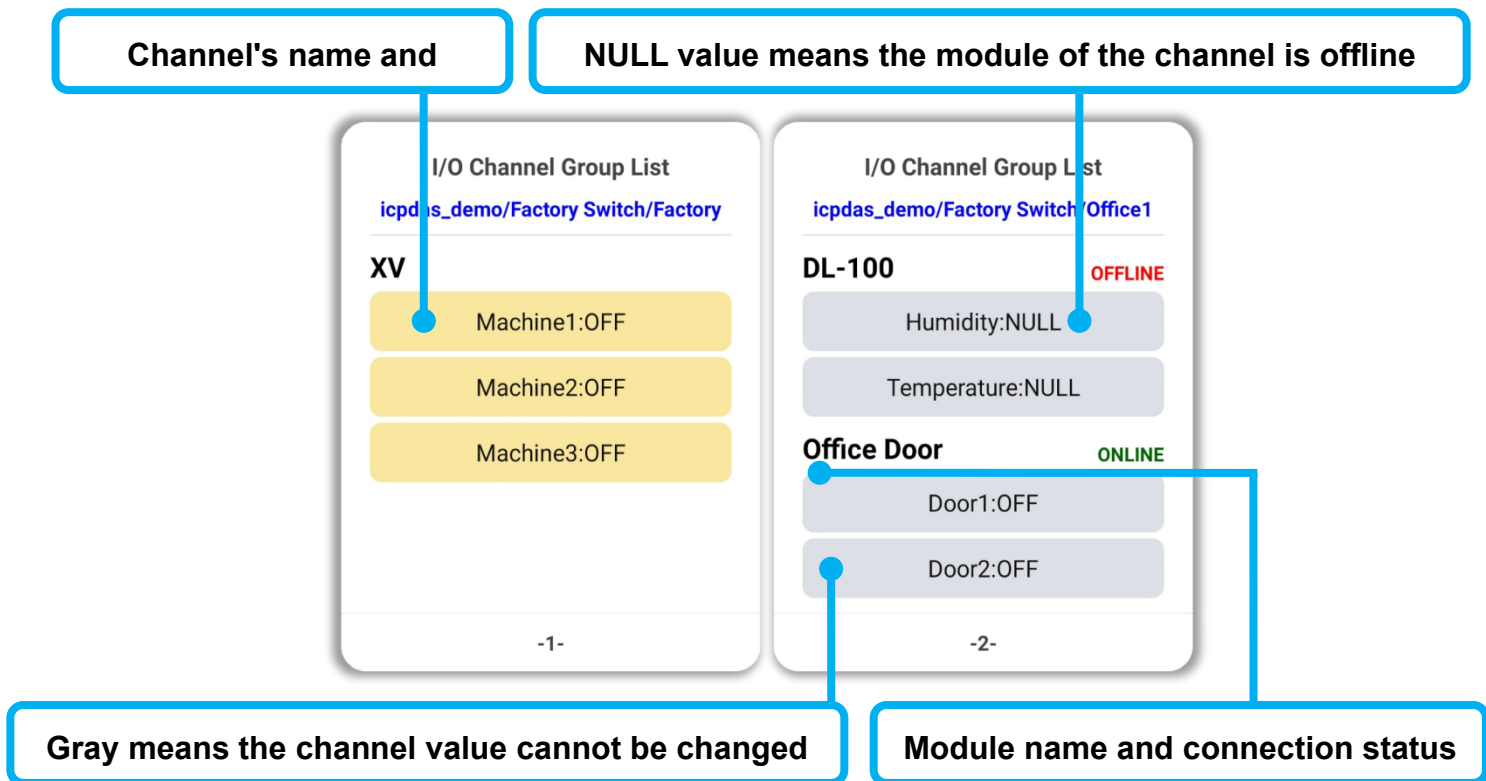 Channel's name and
NULL value means the module of the channel is offline
I/O Channel Group List
icpdas_demo/Factory Switch/Factory
XV
Machine1:OFF
Machine2:OFF
Machine3:OFF
-1-
I/O Channel Group List
icpdas_demo/Factory Switch/Office1
DL-100
OFFLINE
Humidity:NULL
Temperature:NULL
Office Door
ONLINE
Door1:OFF
Door2:OFF
-2-
Gray means the channel value cannot be changed
Module name and connection status